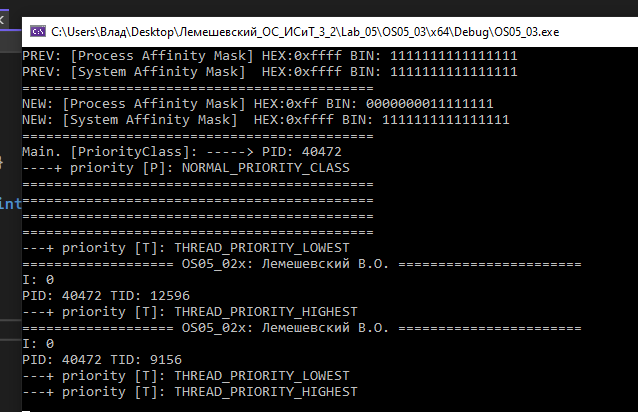 C:\Users\Влад\Desktop\Лемешевский_ОС_ИСиТ_3_2\Lab_05\OS05_03\x64\Debug\OS05_03.exe
PREV: [Process Affinity Mask] HEX:0xffff BIN: 1111111111111111
PREV: [System Affinity Mask]  HEX:0xffff BIN: 1111111111111111
============================================
NEW: [Process Affinity Mask] HEX:0xff BIN: 0000000011111111
NEW: [System Affinity Mask]  HEX:0xffff BIN: 1111111111111111
============================================
Main. [PriorityClass]: -----> PID: 40472
----+ priority [P]: NORMAL_PRIORITY_CLASS
============================================
============================================
============================================
============================================
---+ priority [T]: THREAD_PRIORITY_LOWEST
=================== OS05_02x: Лемешевский В.О. =======================
I: 0
PID: 40472 TID: 12596
---+ priority [T]: THREAD_PRIORITY_HIGHEST
=================== OS05_02x: Лемешевский В.О. =======================
I: 0
PID: 40472 TID: 9156
---+ priority [T]: THREAD_PRIORITY_LOWEST
---+ priority [T]: THREAD_PRIORITY_HIGHEST
}
int